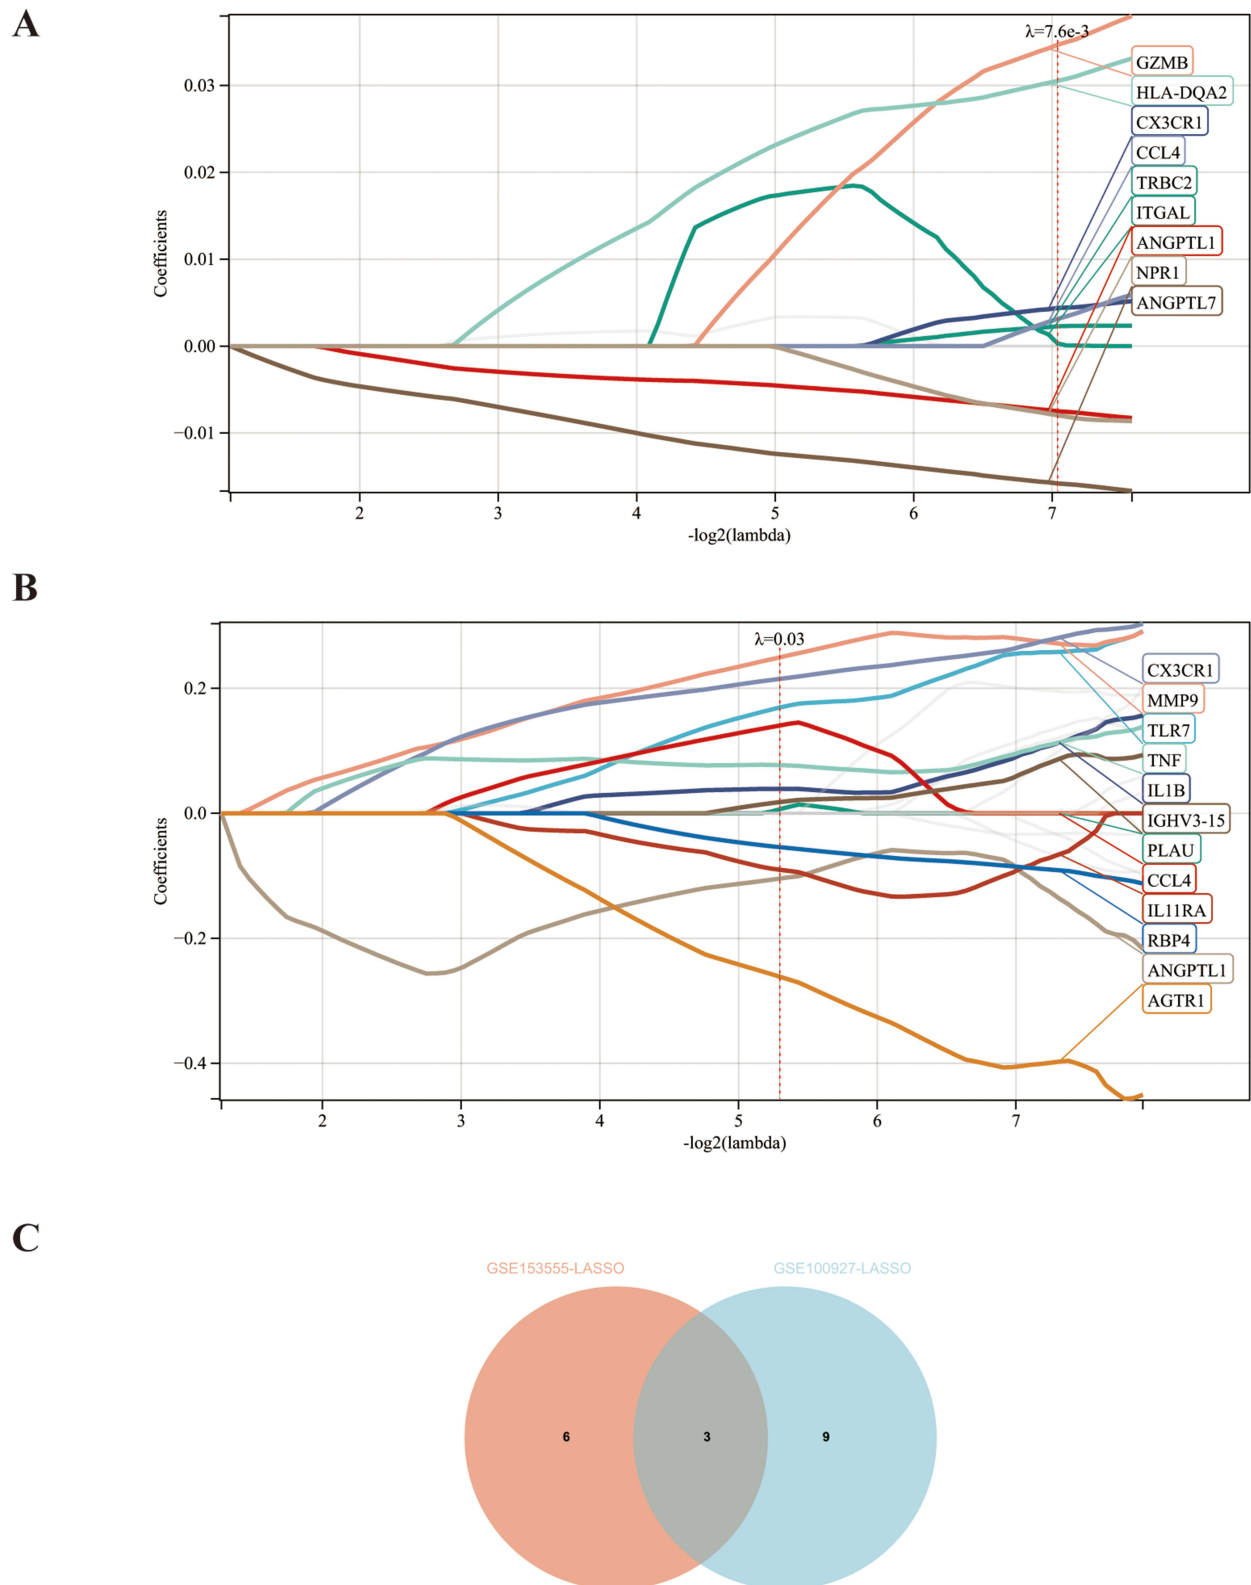 A
λ=7.6e-3
0.03
0.02
0.01
0.00
−0.01
Coefficients
GZMB
HLA-DQA2
CX3CR1
CCL4
TRBC2
ITGAL
ANGPTL1
NPR1
ANGPTL7
2 3 4 5 6 7
-log2(lambda)
B
λ=0.03
0.2
0.0
−0.2
−0.4
Coefficients
CX3CR1
MMP9
TLR7
TNF
IL1B
IGHV3-15
PLAU
CCL4
IL11RA
RBP4
ANGPTL1
AGTR1
2 3 4 5 6 7
-log2(lambda)
C
GSE153555-LASSO GSE100927-LASSO
6 3 9